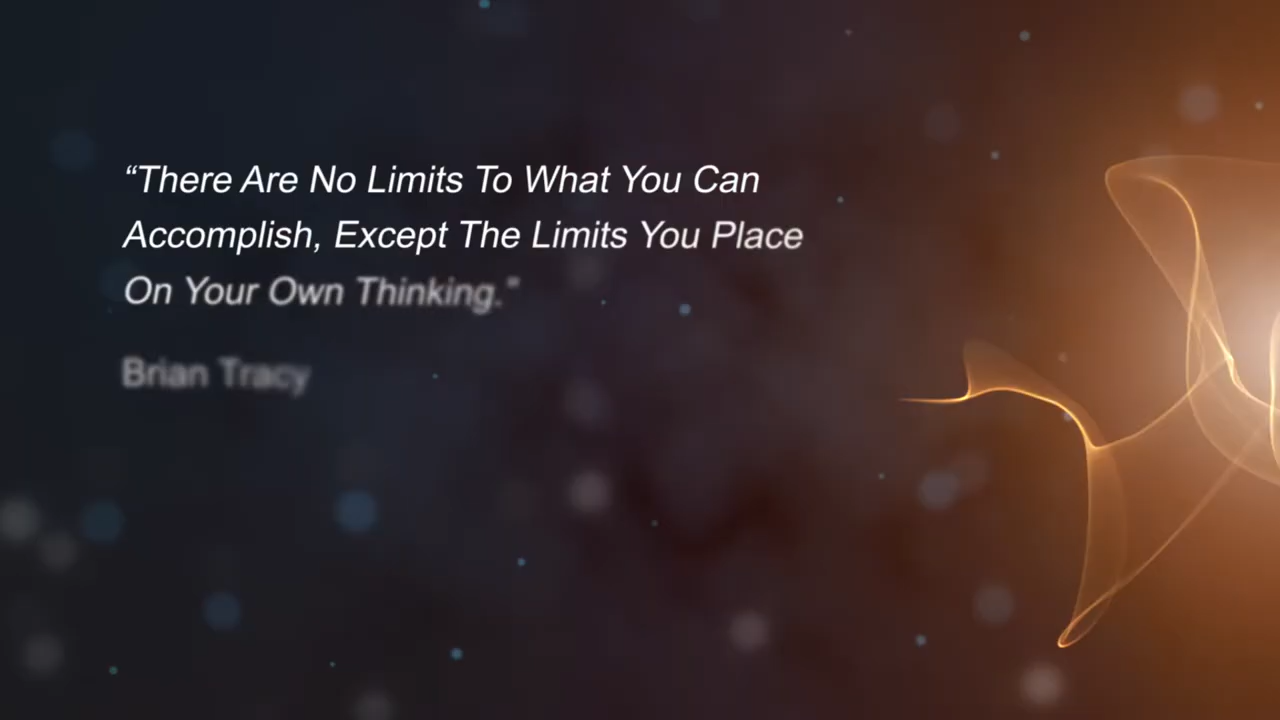 “There Are No Limits To What You Can
Accomplish, Except The Limits You Place
On Your Own Thinking.”
Brian Tracy